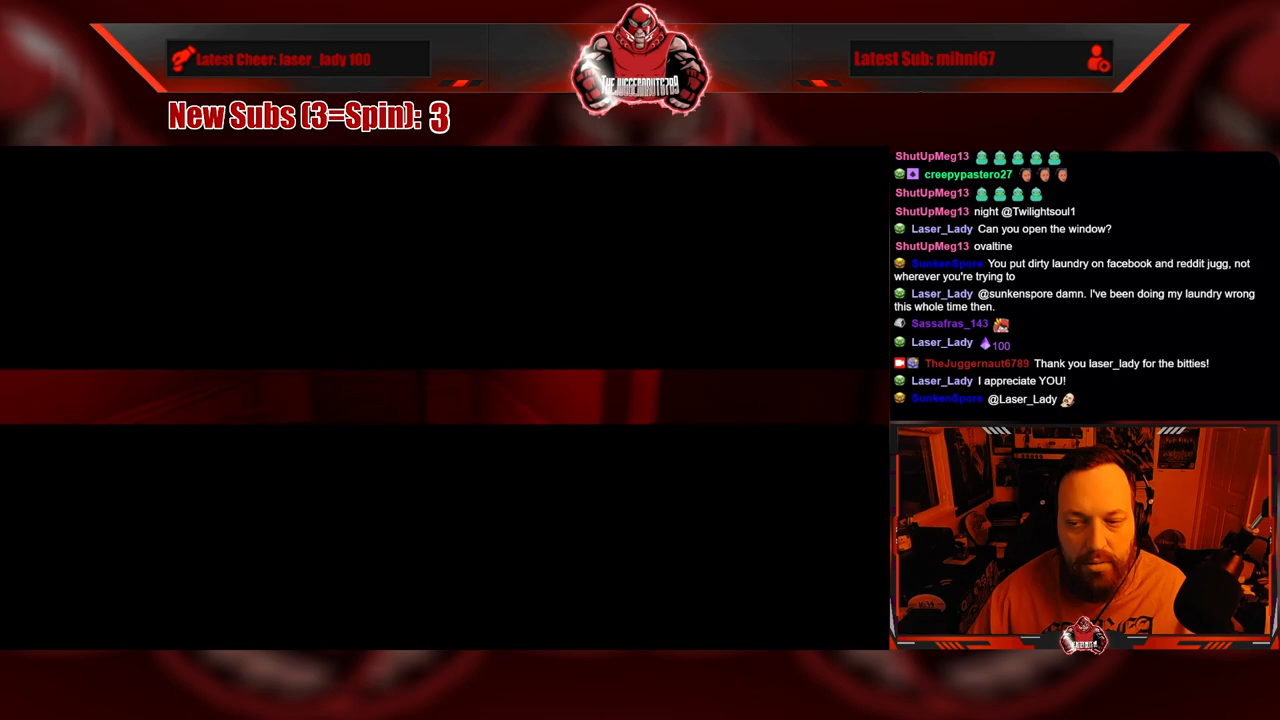 Latest Cheer: laser_lady 100
THEJUGGERNAUT6789
Latest Sub: mihni67
New Subs (3=Spin): 3
ShutUpMeg13
creepypastero27
ShutUpMeg13
ShutUpMeg13 night @Twilightsoul1
Laser_Lady Can you open the window?
ShutUpMeg13 ovaltine
SunkenSpore You put dirty laundry on facebook and reddit jugg, not
wherever you're trying to
Laser_Lady @sunkenspore damn. I've been doing my laundry wrong
this whole time then.
Sassafras_143
Laser_Lady 100
TheJuggernaut6789 Thank you laser_lady for the bitties!
Laser_Lady I appreciate YOU!
SunkenSpore @Laser_Lady